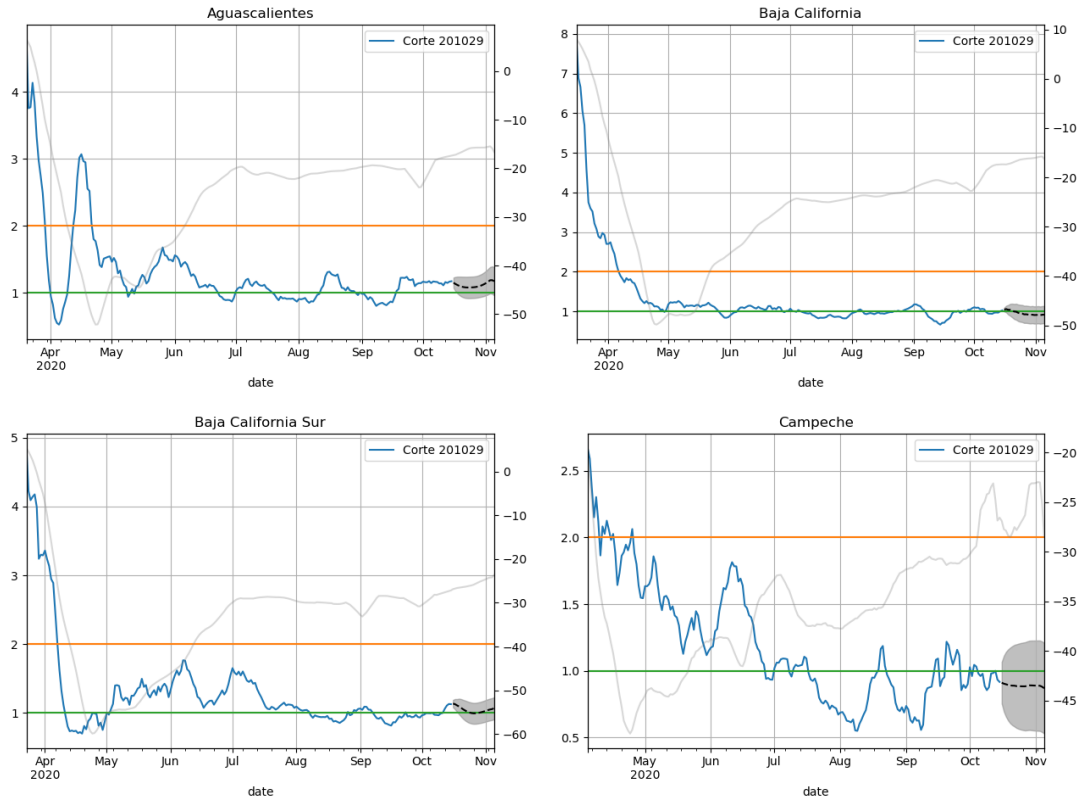 Aguascalientes
Corte 201029
4
3
2
1
0
−10
−20
−30
−40
−50
Apr
2020
May
Jun
Jul
Aug
Sep
Oct
Nov
date
Baja California
Corte 201029
8
7
6
5
4
3
2
1
10
0
−10
−20
−30
−40
−50
Apr
2020
May
Jun
Jul
Aug
Sep
Oct
Nov
date
Baja California Sur
Corte 201029
5
4
3
2
1
0
−10
−20
−30
−40
−50
−60
Apr
2020
May
Jun
Jul
Aug
Sep
Oct
Nov
date
Campeche
Corte 201029
2.5
2.0
1.5
1.0
0.5
−20
−25
−30
−35
−40
−45
May
2020
Jun
Jul
Aug
Sep
Oct
Nov
date